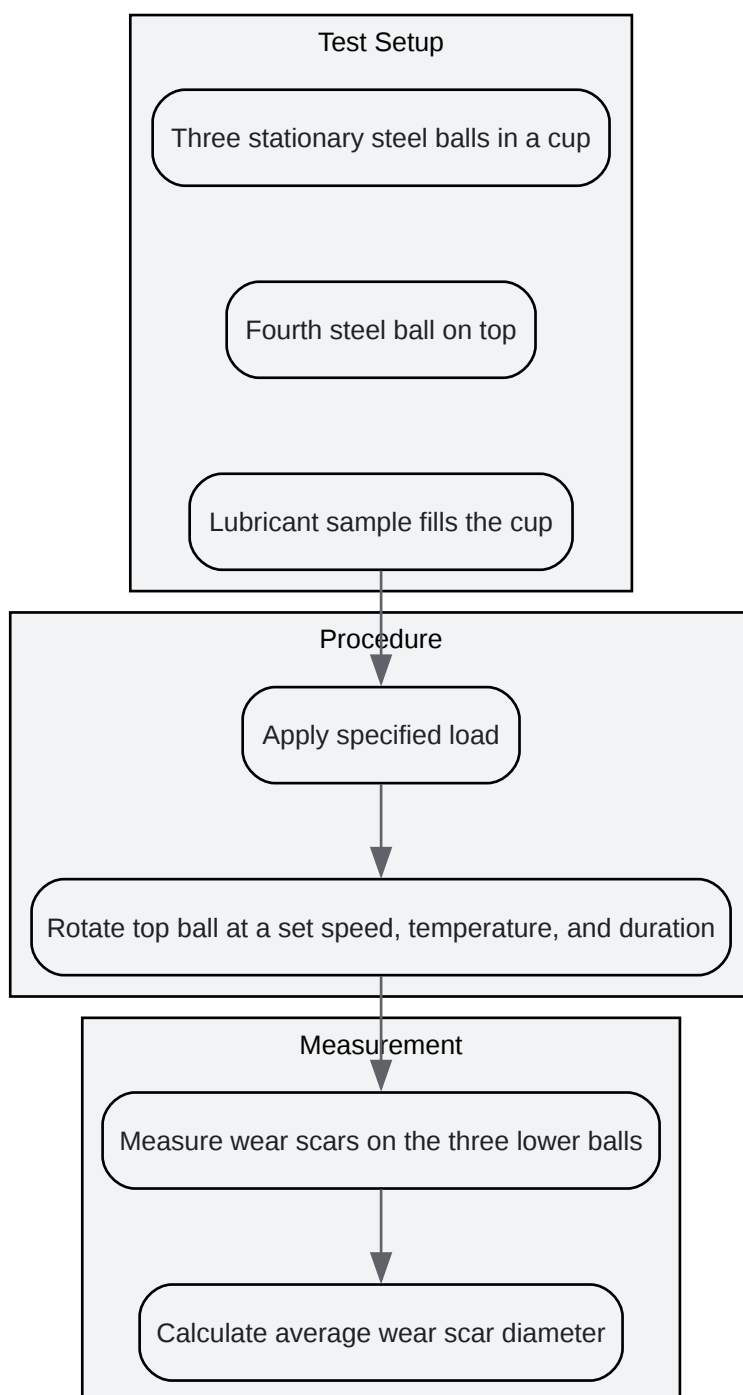 Test Setup
Three stationary steel balls in a cup
Fourth steel ball on top
Lubricant sample fills the cup
Procedure
Apply specified load
Rotate top ball at a set speed, temperature, and duration
Measurement
Measure wear scars on the three lower balls
Calculate average wear scar diameter